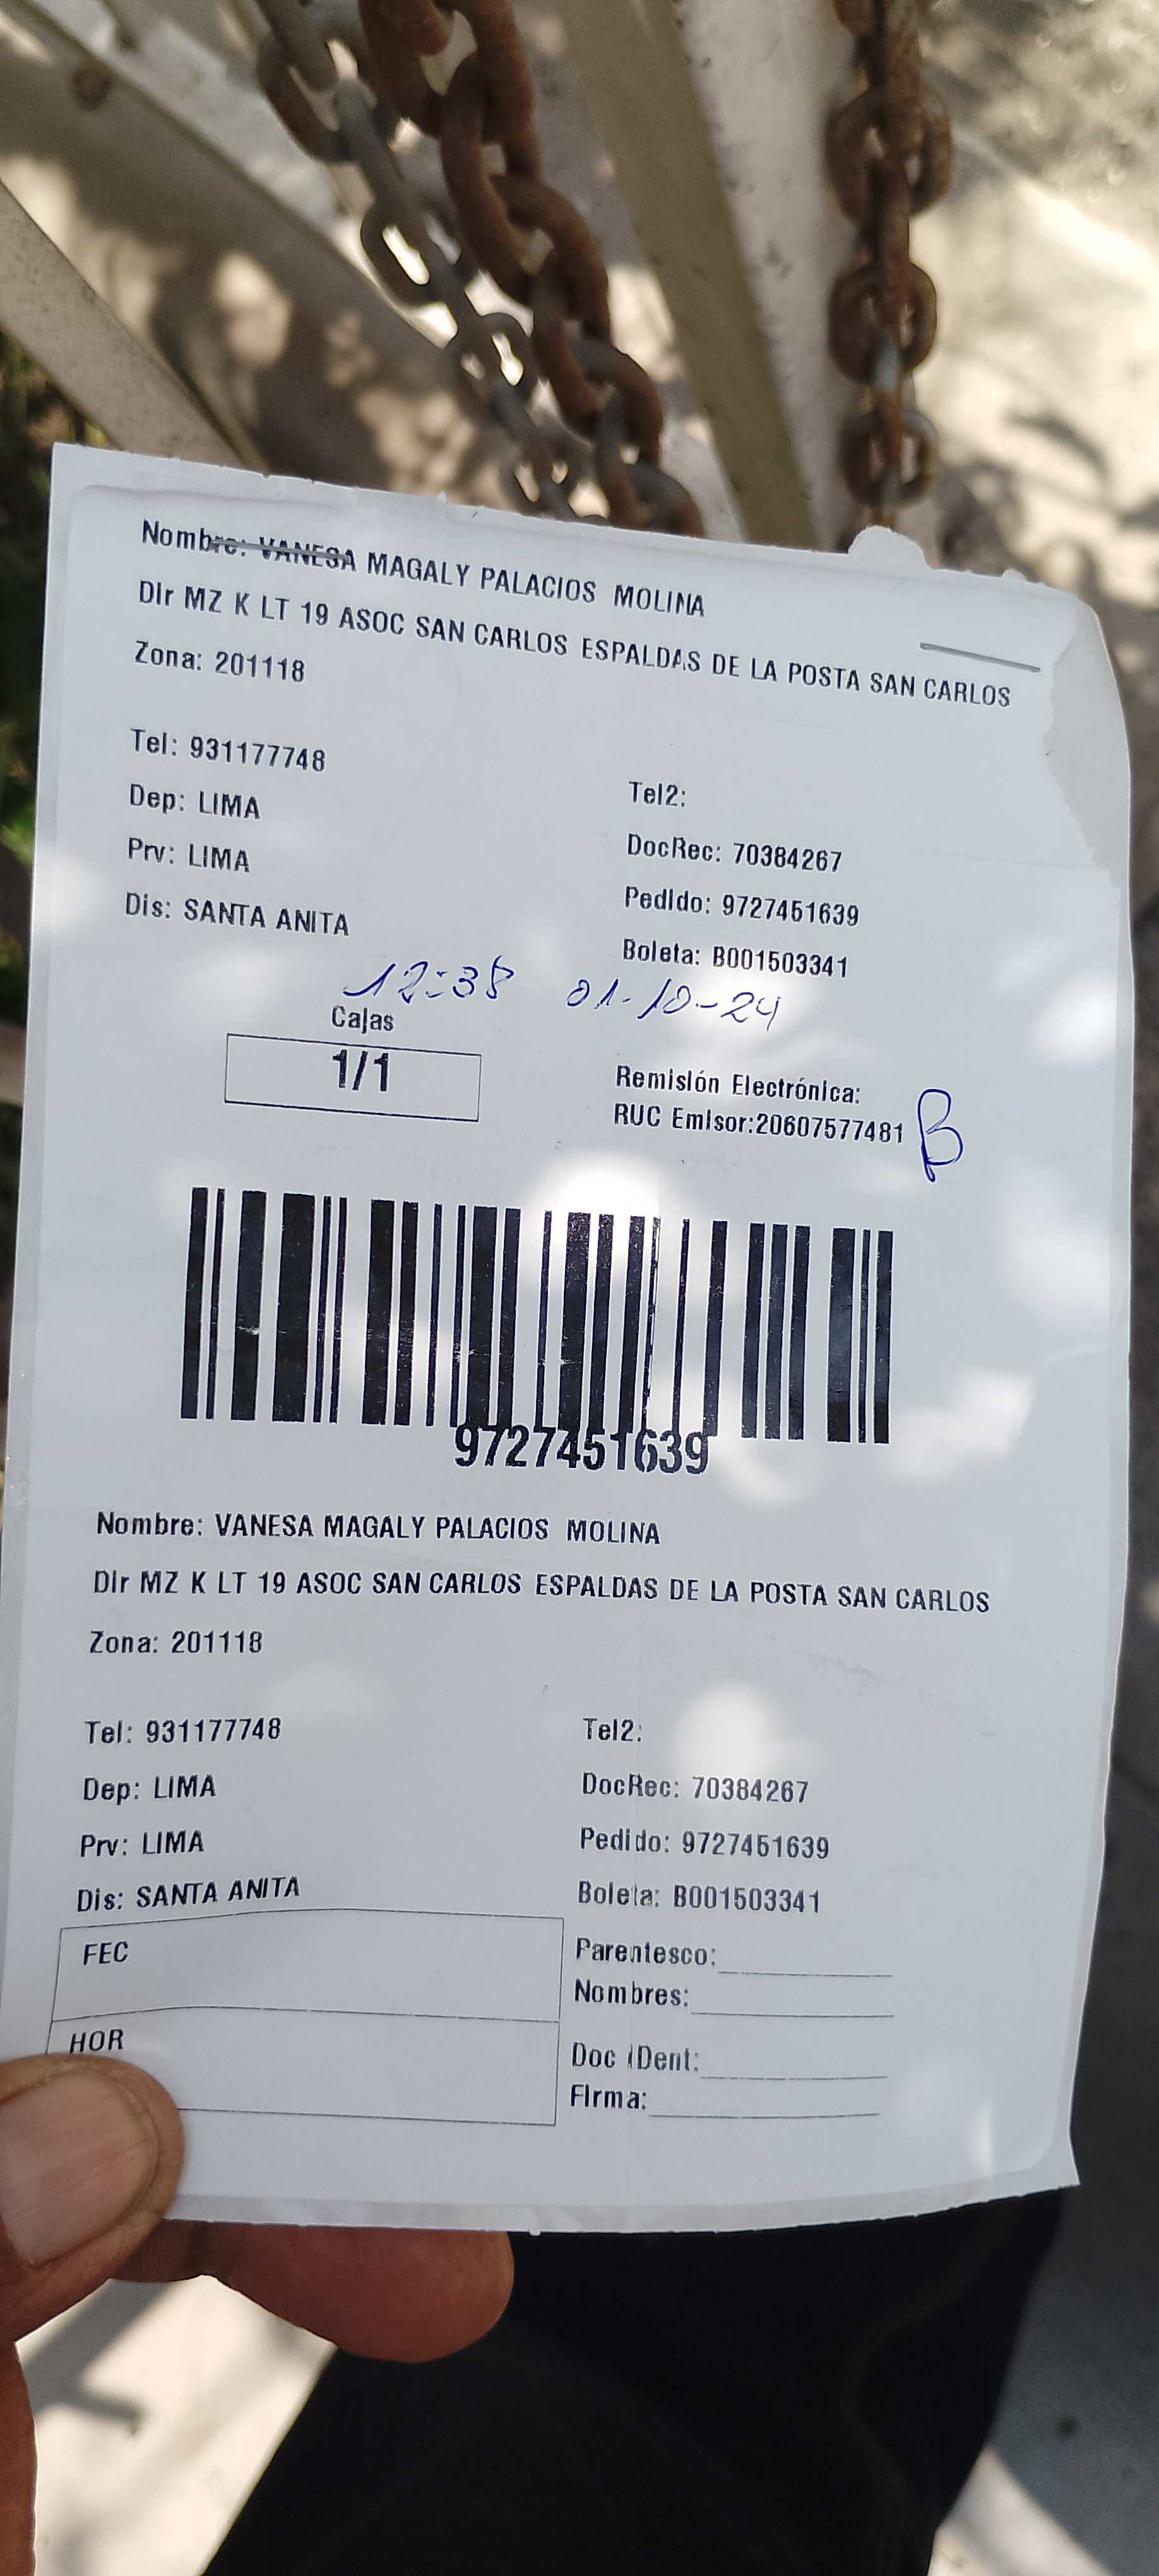 Nombre: VANESA MAGALY PALACIOS MOLINA
Dir MZ K LT 19 ASOC SAN CARLOS ESPALDAS DE LA POSTA SAN CARLOS
Zona: 201118
Tel: 931177748
Tel2:
Dep: LIMA
DocRec: 70384267
Prv: LIMA
Pedido: 9727451639
Dis: SANTA ANITA
Boleta: B001503341
12:38 01-10-24
Cajas
1/1
Remisión Electrónica:
RUC Emisor:20607577481
B
9727451639
Nombre: VANESA MAGALY PALACIOS MOLINA
Dir MZ K LT 19 ASOC SAN CARLOS ESPALDAS DE LA POSTA SAN CARLOS
Zona: 201118
Tel: 931177748
Tel2:
Dep: LIMA
DocRec: 70384267
Prv: LIMA
Pedido: 9727451639
Dis: SANTA ANITA
Boleta: B001503341
FEC
Parentesco:
Nombres:
HOR
Doc iDent:
Firma: